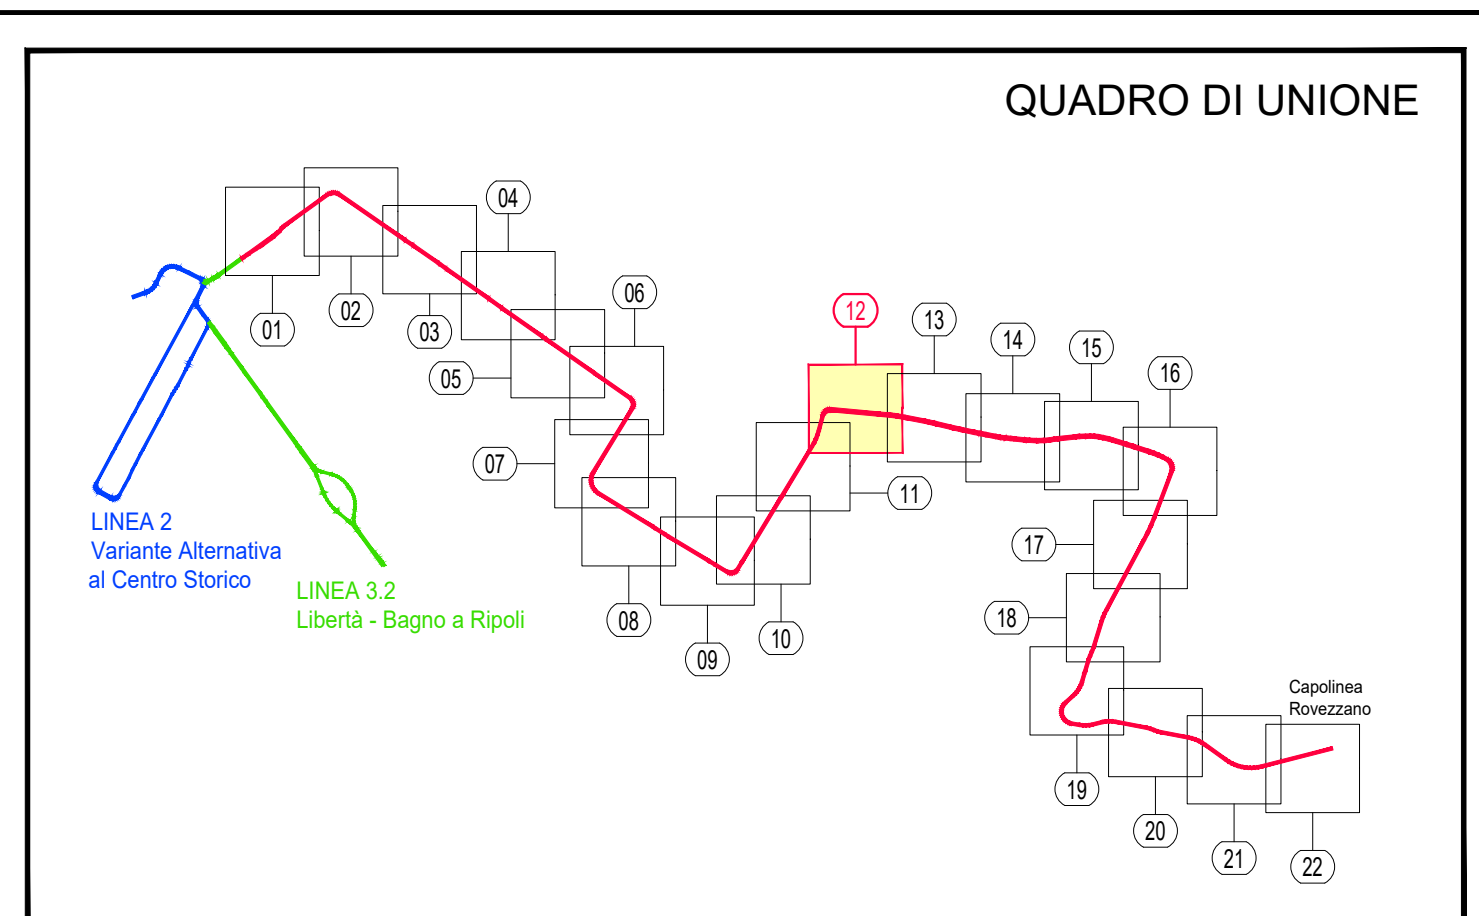 QUADRO DI UNIONE
01
02
03
04
05
06
07
08
09
10
11
12
13
14
15
16
17
18
19
20
21
22
LINEA 2
Variante Alternativa
al Centro Storico
LINEA 3.2
Libertà - Bagno a Ripoli
Capolinea
Rovezzano